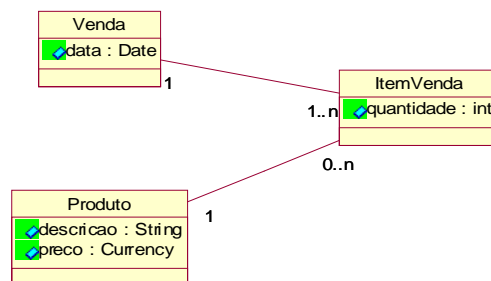 Venda
data : Date
1
ItemVenda
1..n
quantidade : int
0..n
Produto
1
descricao : String
preco : Currency